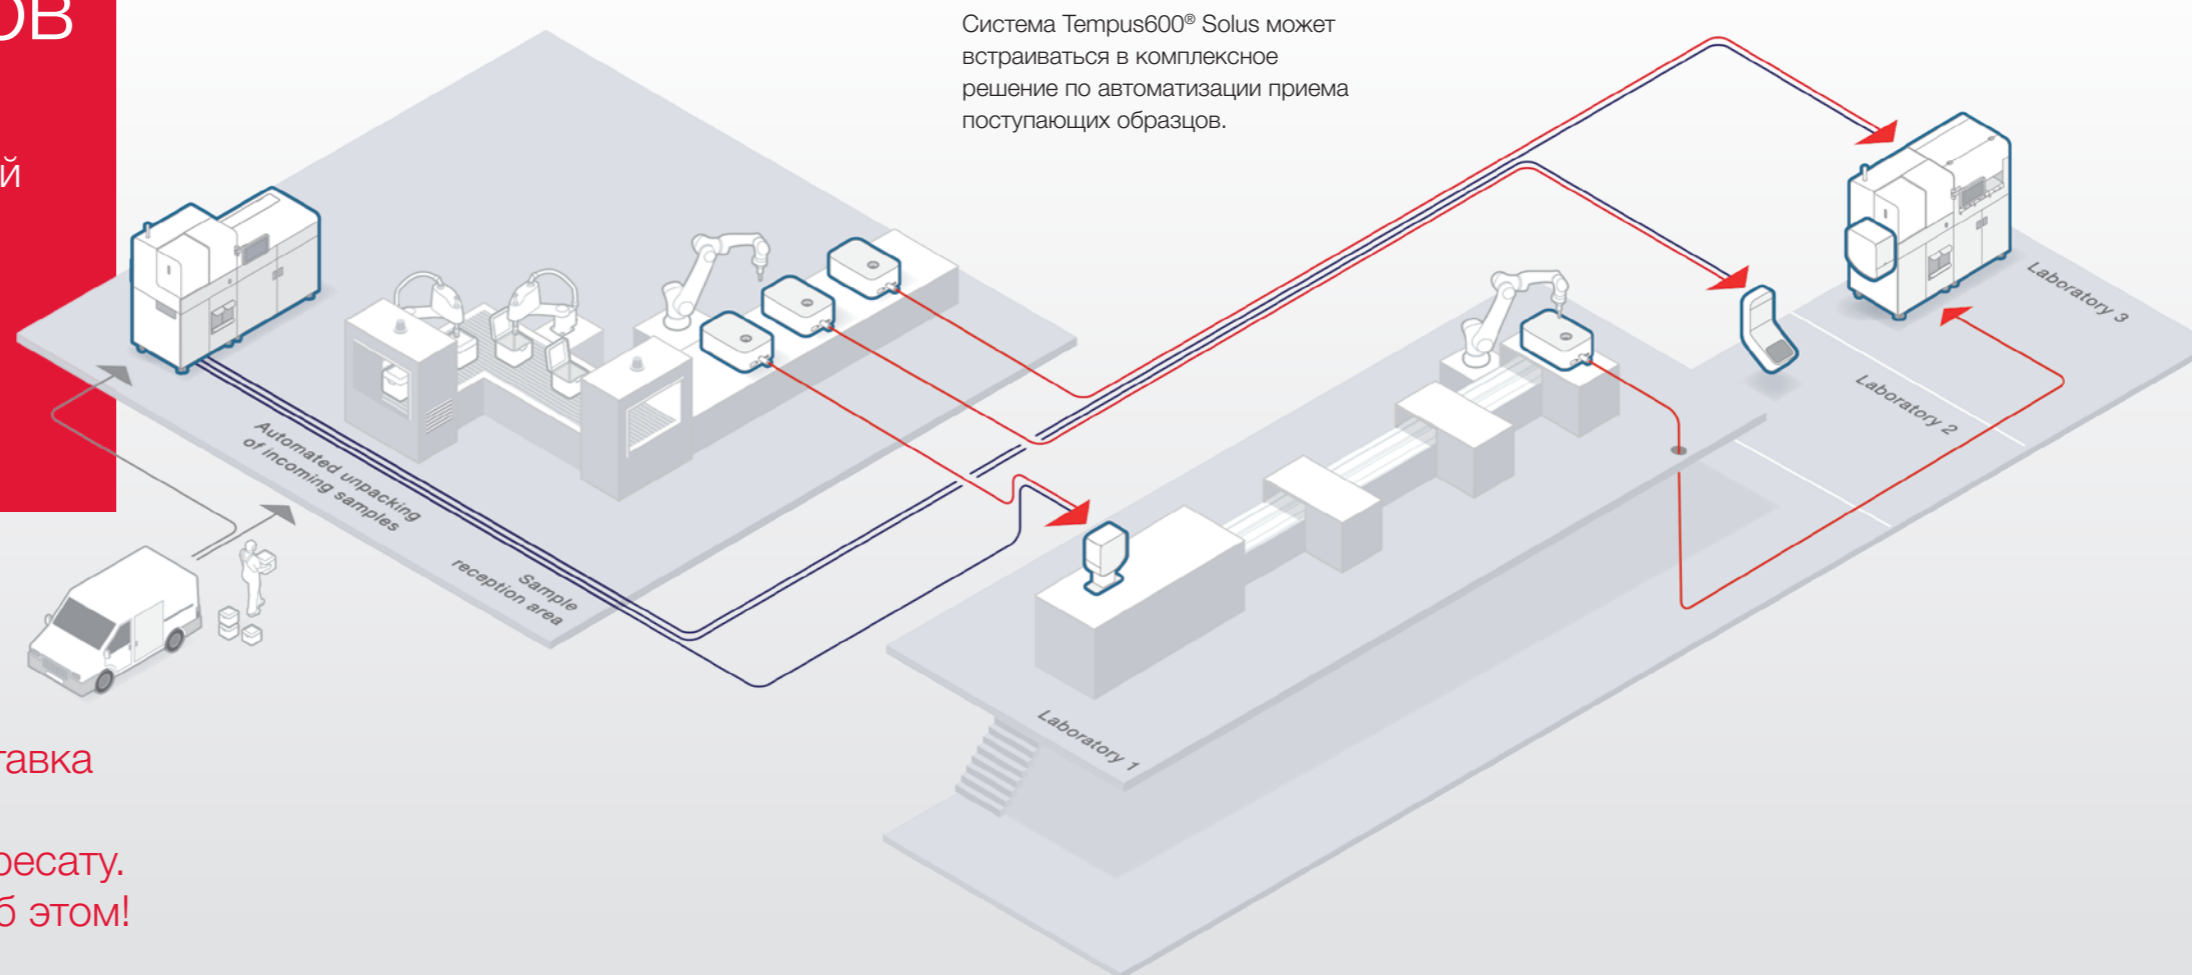 ОВ
й
Система Tempus600® Solus может
встраиваться в комплексное
решение по автоматизации приема
поступающих образцов.
Automated unpacking
of incoming samples
Sample
reception area
Laboratory 1
Laboratory 2
Laboratory 3
тавка
ресату.
б этом!